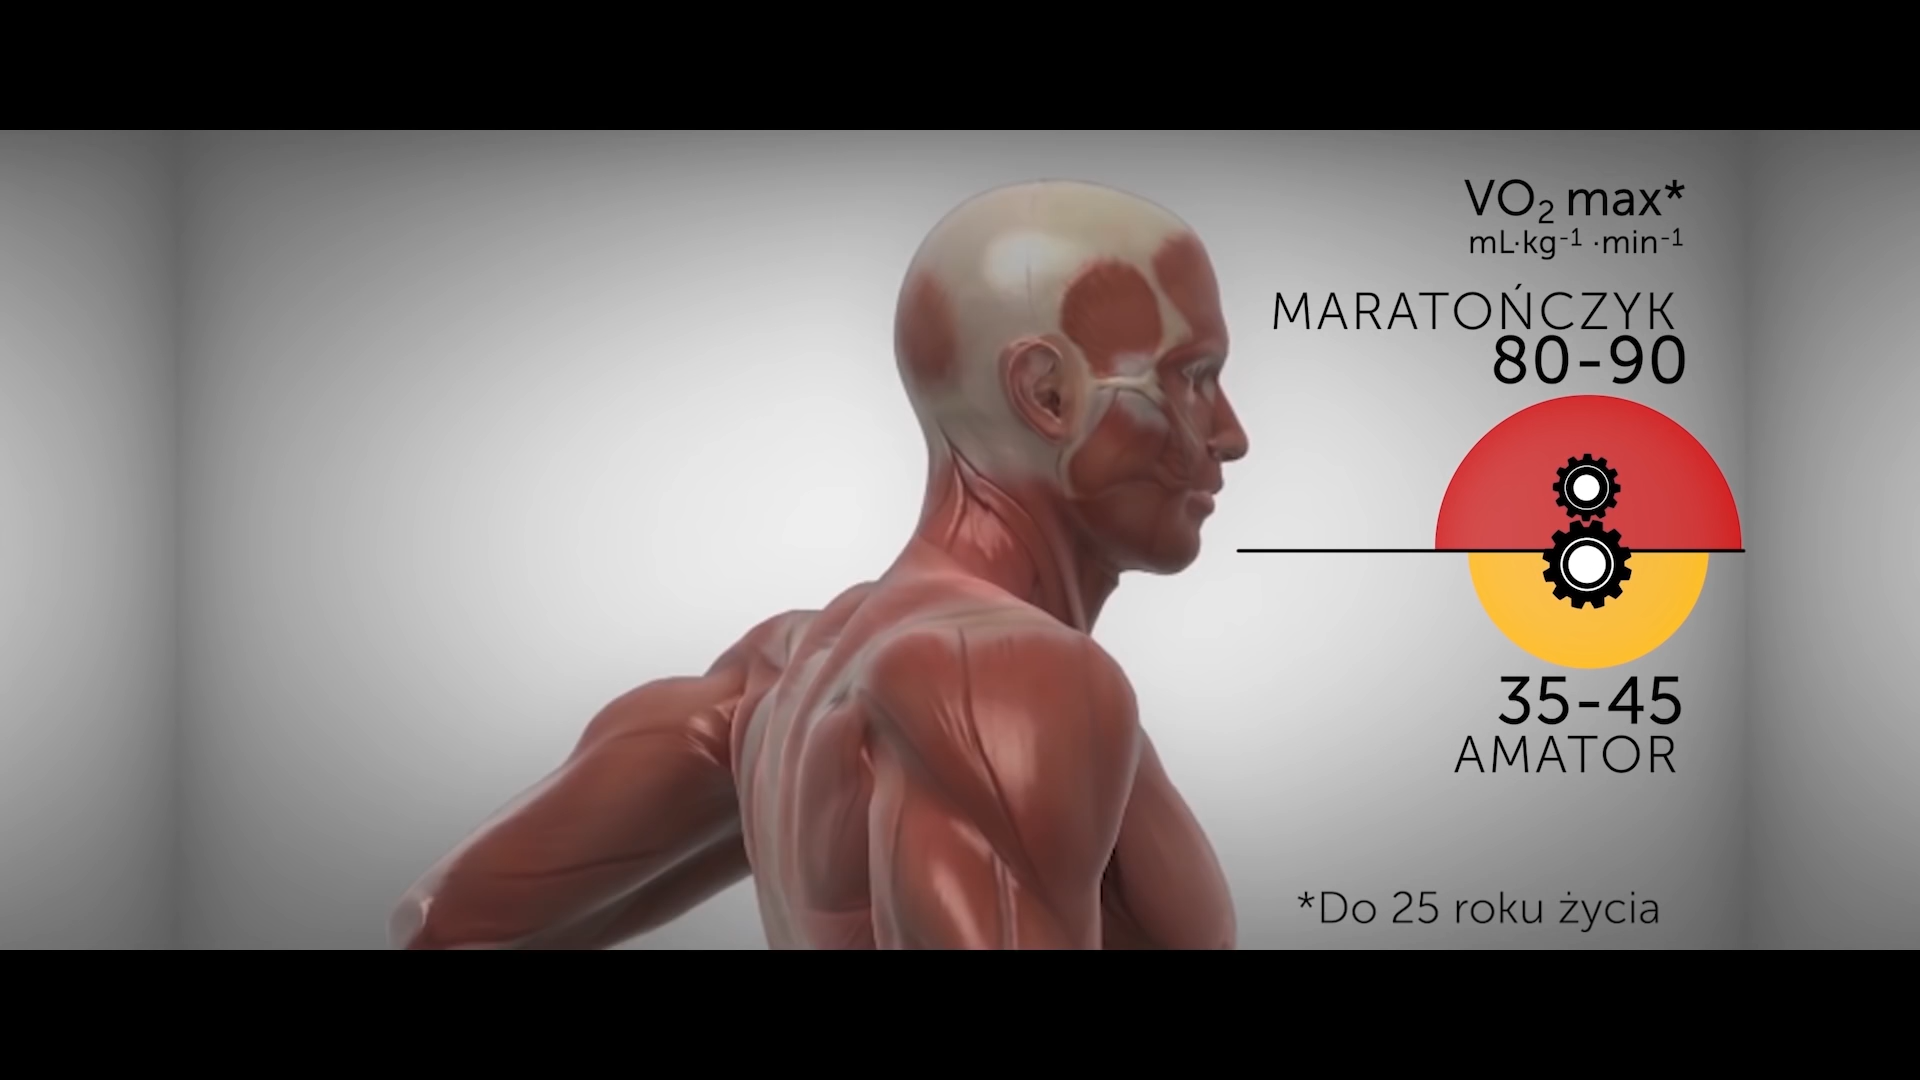 VO₂ max*
mL·kg⁻¹ ·min⁻¹
MARATOŃCZYK
80-90
35-45
AMATOR
*Do 25 roku życia